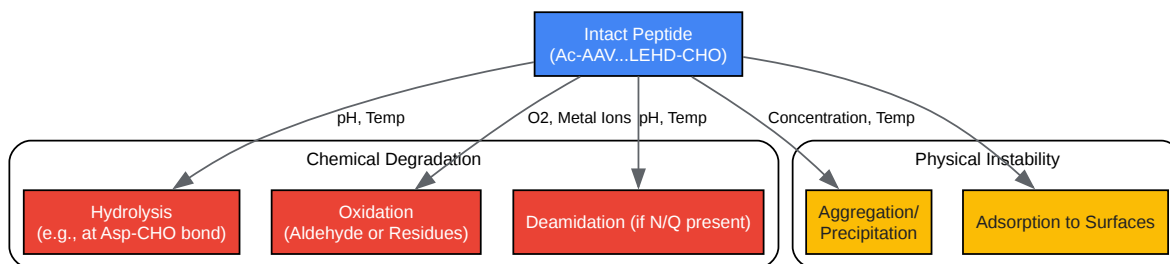 Intact Peptide
(Ac-AAV...LEHD-CHO)
pH, Temp
O2, Metal Ions
pH, Temp
Concentration, Temp
Chemical Degradation
Physical Instability
Hydrolysis
(e.g., at Asp-CHO bond)
Oxidation
(Aldehyde or Residues)
Deamidation (if N/Q present)
Aggregation/
Precipitation
Adsorption to Surfaces